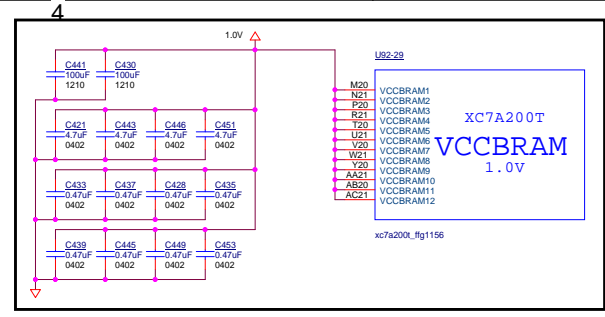 4
1.0V
U92-29
C441 C430
100uF 100uF
1210 1210
M20 VCCBRAM1
N21 VCCBRAM2
P20 VCCBRAM3
R21 VCCBRAM4
T20 VCCBRAM5
U21 VCCBRAM6
V20 VCCBRAM7
W21 VCCBRAM8
Y20 VCCBRAM9
AA21 VCCBRAM10
AB20 VCCBRAM11
AC21 VCCBRAM12
XC7A200T
VCCBRAM
1.0V
C421 C443 C446 C451
4.7uF 4.7uF 4.7uF 4.7uF
0402 0402 0402 0402
C433 C437 C428 C435
0.47uF 0.47uF 0.47uF 0.47uF
0402 0402 0402 0402
xc7a200t_ffg1156
C439 C445 C449 C453
0.47uF 0.47uF 0.47uF 0.47uF
0402 0402 0402 0402